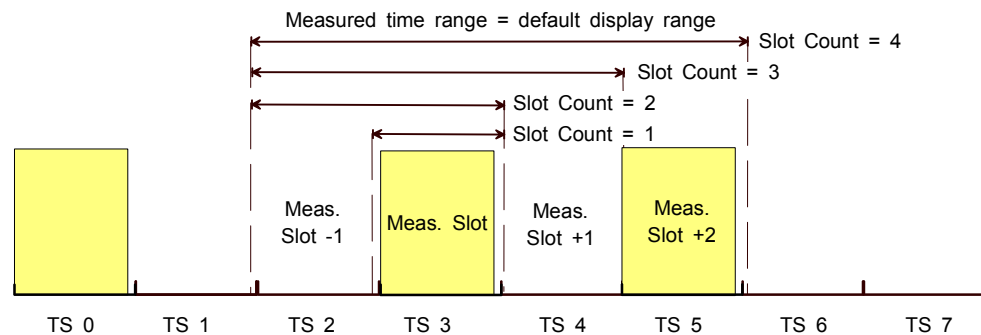 Measured time range = default display range
Slot Count = 4
Slot Count = 3
Slot Count = 2
Slot Count = 1
Meas.
Slot -1
Meas. Slot
Meas.
Slot +1
Meas.
Slot +2
TS 0 TS 1 TS 2 TS 3 TS 4 TS 5 TS 6 TS 7